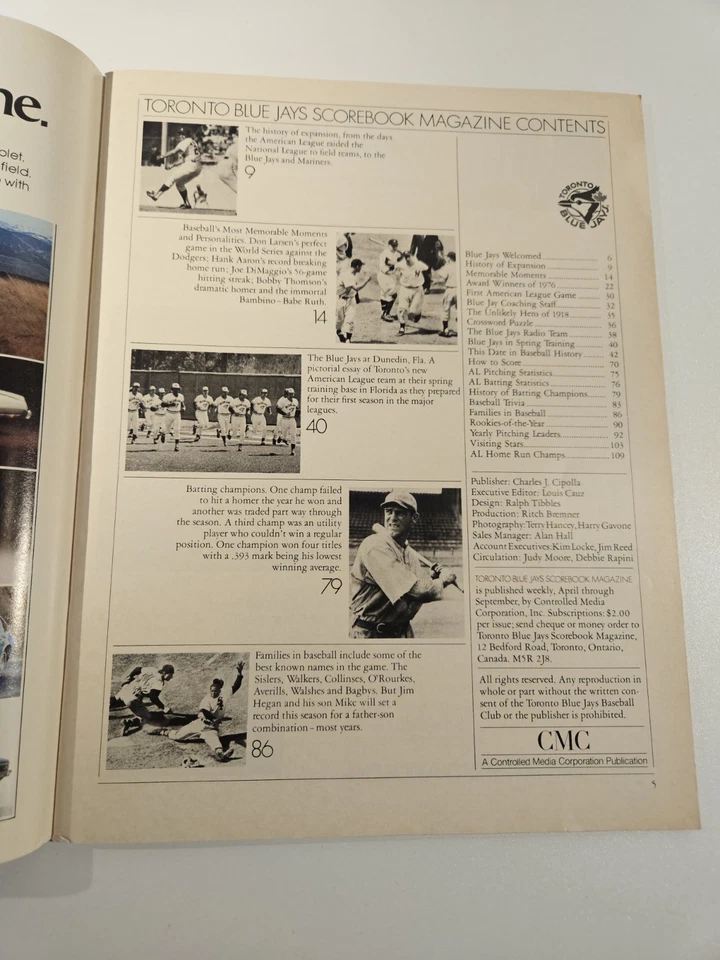 ne.
field.
with
TORONTO BLUE JAYS SCOREBOOK MAGAZINE CONTENTS
The history of expansion, from the days
the American League raided the
National League to field teams, to the
Blue Jays and Mariners.
9
Baseball's Most Memorable Moments
and Personalities. Don Larsen's perfect
game in the World Series against the
Dodgers; Hank Aaron's record breaking
home run; Joe DiMaggio's 56-game
hitting streak; Bobby Thomson's
dramatic homer and the immortal
Bambino–Babe Ruth.
14
The Blue Jays at Dunedin, Fla. A
pictorial essay of Toronto's new
American League team at their spring
training base in Florida as they prepared
for their first season in the major
leagues.
40
Batting champions. One champ failed
to hit a homer the year he won and
another was traded part way through
the season. A third champ was an utility
player who couldn't win a regular
position. One champion won four titles
with a .393 mark being his lowest
winning average.
79
Families in baseball include some of the
best known names in the game. The
Sislers, Walkers, Collinses, O'Rourkes,
Averills, Walshes and Bagbys. But Jim
Hegan and his son Mike will set a
record this season for a father-son
combination – most years.
86
TORONTO
BLUE JAYS
Blue Jays Welcomed 6
History of Expansion 9
Memorable Moments 14
Award Winners of 1976 22
First American League Game 30
Blue Jay Coaching Staff 32
The Unlikely Hero of 1918 35
Crossword Puzzle 36
The Blue Jays Radio Team 38
Blue Jays in Spring Training 40
This Date in Baseball History 42
How to Score 70
AL Pitching Statistics 75
AL Batting Statistics 76
History of Batting Champions 79
Baseball Trivia 83
Families in Baseball 86
Rookies-of-the-Year 90
Yearly Pitching Leaders 92
Visiting Stars 103
AL Home Run Champs 109
Publisher: Charles J. Cipolla
Executive Editor: Louis Cauz
Design: Ralph Tibbles
Production: Ritch Bremner
Photography: Terry Hancey, Harry Gavone
Sales Manager: Alan Hall
Account Executives: Kim Locke, Jim Reed
Circulation: Judy Moore, Debbie Rapini
TORONTO BLUE JAYS SCOREBOOK MAGAZINE
is published weekly, April through
September, by Controlled Media
Corporation, Inc. Subscriptions: $2.00
per issue; send cheque or money order to
Toronto Blue Jays Scorebook Magazine,
12 Bedford Road, Toronto, Ontario,
Canada. M5R 2J8.
All rights reserved. Any reproduction in
whole or part without the written con-
sent of the Toronto Blue Jays Baseball
Club or the publisher is prohibited.
CMC
A Controlled Media Corporation Publication
5